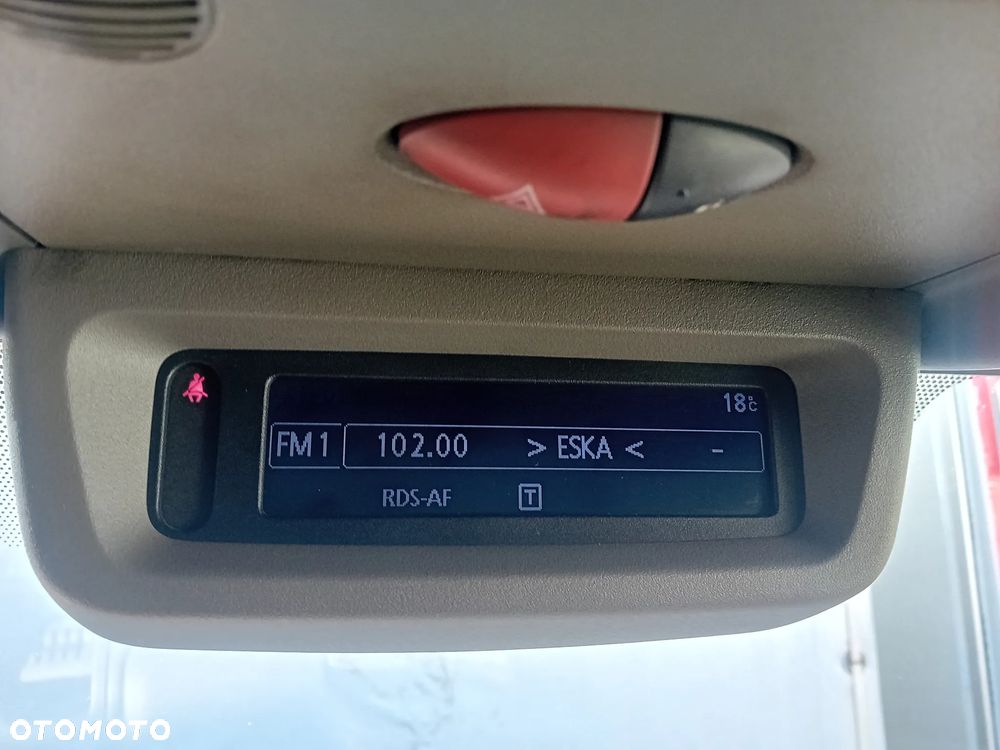 18°C
FM1 102.00 > ESKA < -
RDS-AF T
OTOMOTO